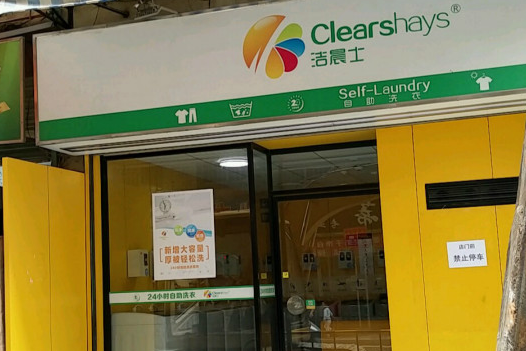 Clearshays®
洁晨士
Self-Laundry
自助洗衣
新增大容量
厚被轻松洗
24小时自助洗衣
Clearshays
店门前
禁止停车